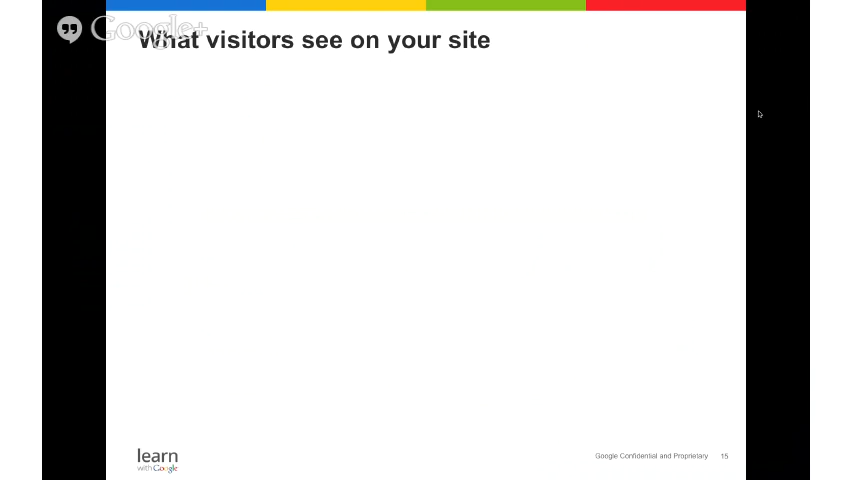 Google+
What visitors see on your site
learn
with Google
Google Confidential and Proprietary 15